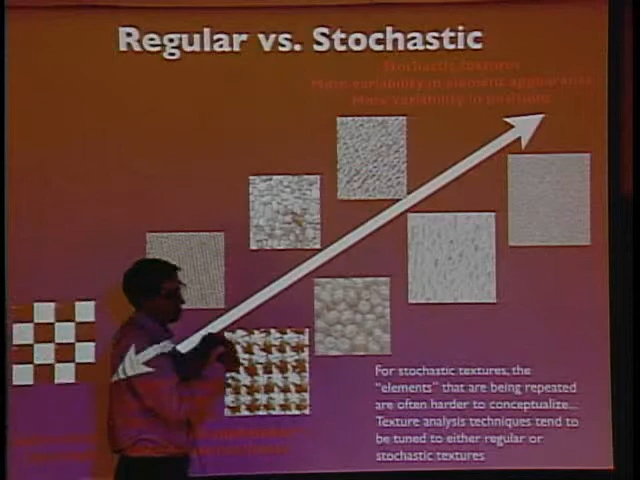 Regular vs. Stochastic
Stochastic textures
More variability in element appearance
More variability in positions
For stochastic textures, the
"elements" that are being repeated
are often harder to conceptualize...
Texture analysis techniques tend to
be tuned to either regular or
stochastic textures